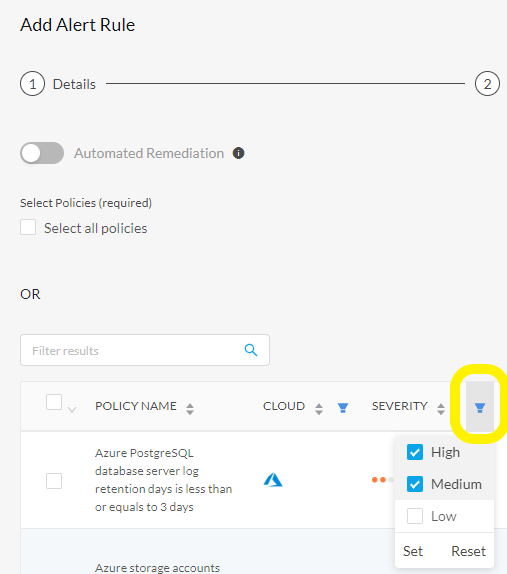 Add Alert Rule
1 Details 2
Automated Remediation i
Select Policies (required)
Select all policies
OR
Filter results
POLICY NAME CLOUD SEVERITY
Azure PostgreSQL
database server log
retention days is less than
or equals to 3 days
High
Medium
Low
Set Reset
Azure storage accounts